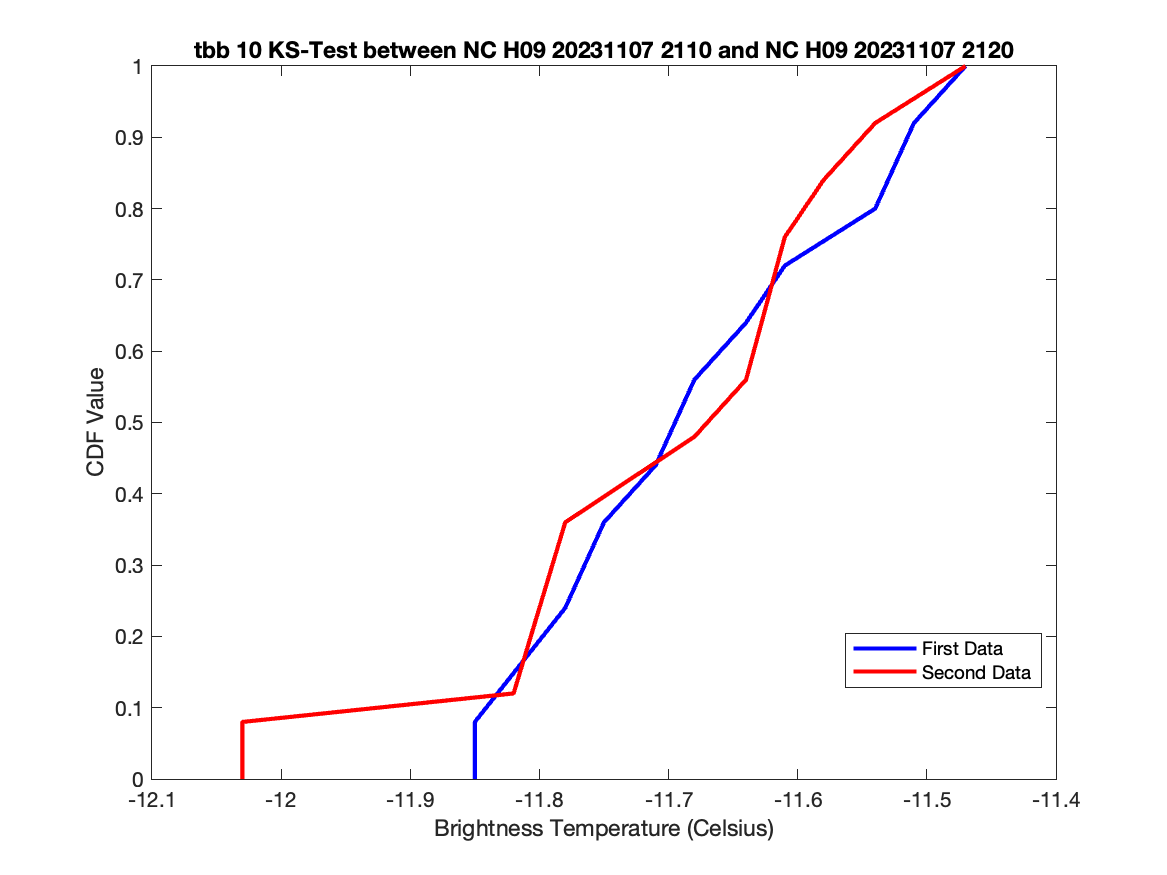 tbb 10 KS-Test between NC H09 20231107 2110 and NC H09 20231107 2120
1
0.9
0.8
0.7
0.6
0.5
0.4
0.3
0.2
0.1
0
CDF Value
First Data
Second Data
-12.1 -12 -11.9 -11.8 -11.7 -11.6 -11.5 -11.4
Brightness Temperature (Celsius)